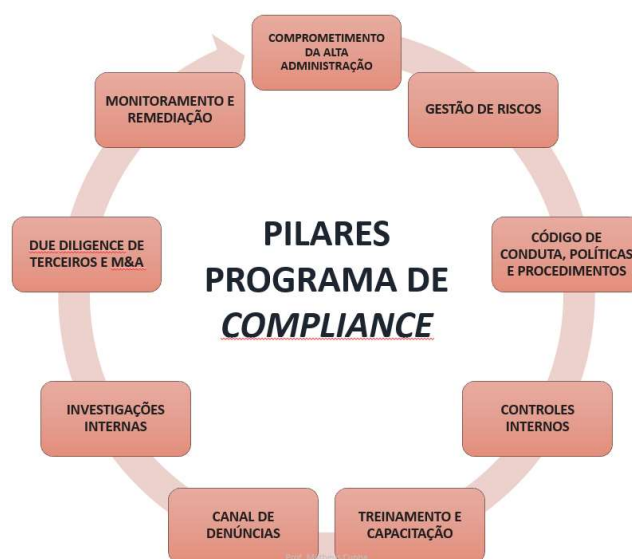 COMPROMETIMENTO
DA ALTA
ADMINISTRAÇÃO
GESTÃO DE RISCOS
CÓDIGO DE
CONDUTA, POLÍTICAS
E PROCEDIMENTOS
CONTROLES
INTERNOS
TREINAMENTO E
CAPACITAÇÃO
CANAL DE
DENÚNCIAS
INVESTIGAÇÕES
INTERNAS
DUE DILIGENCE DE
TERCEIROS E M&A
MONITORAMENTO E
REMEDIAÇÃO
PILARES
PROGRAMA DE
COMPLIANCE
Prof.